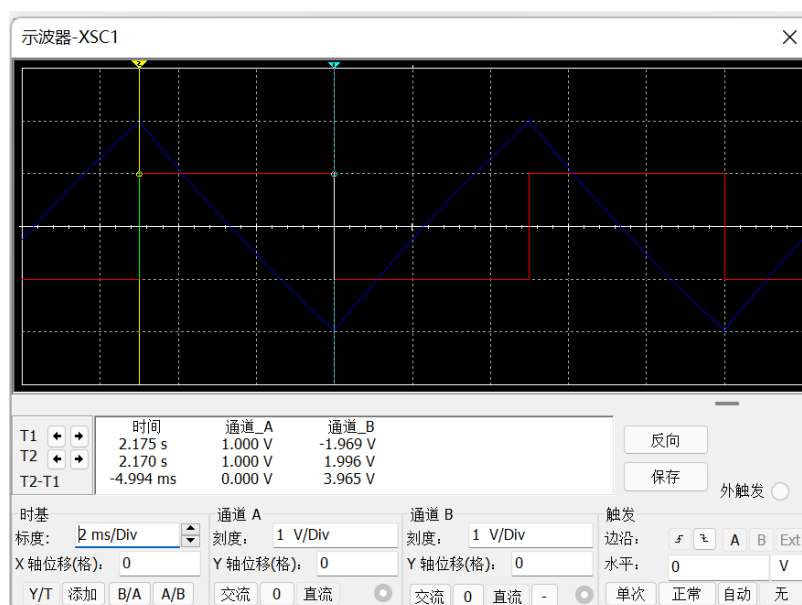 示波器-XSC1
2
1
时间 通道_A 通道_B
T1 2.175 s 1.000 V -1.969 V
T2 2.170 s 1.000 V 1.996 V
T2-T1 -4.994 ms 0.000 V 3.965 V
反向
保存
外触发
时基 通道 A 通道 B 触发
标度: 2 ms/Div 刻度: 1 V/Div 刻度: 1 V/Div 边沿: A B Ext
X 轴位移(格): 0 Y 轴位移(格): 0 Y 轴位移(格): 0 水平: 0 V
Y/T 添加 B/A A/B 交流 0 直流 交流 0 直流 - 单次 正常 自动 无